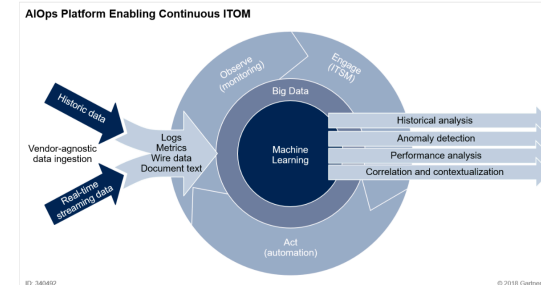 AIOps Platform Enabling Continuous ITOM
Observe
(monitoring)
Engage
(ITSM)
Historic data
Big Data
Vendor-agnostic
data ingestion
Logs
Metrics
Wire data
Document text
Machine
Learning
Historical analysis
Anomaly detection
Performance analysis
Correlation and contextualization
Real-time
streaming data
Act
(automation)
ID: 340492
© 2018 Gartner